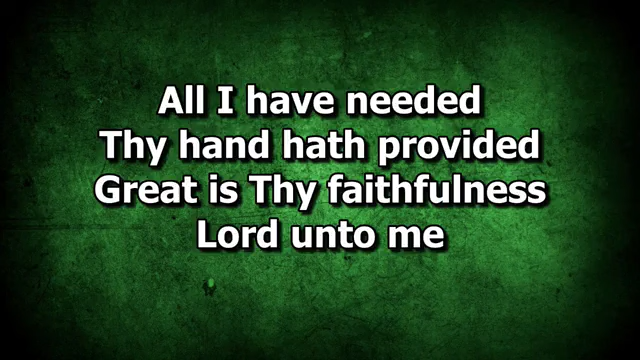 All I have needed
Thy hand hath provided
Great is Thy faithfulness
Lord unto me